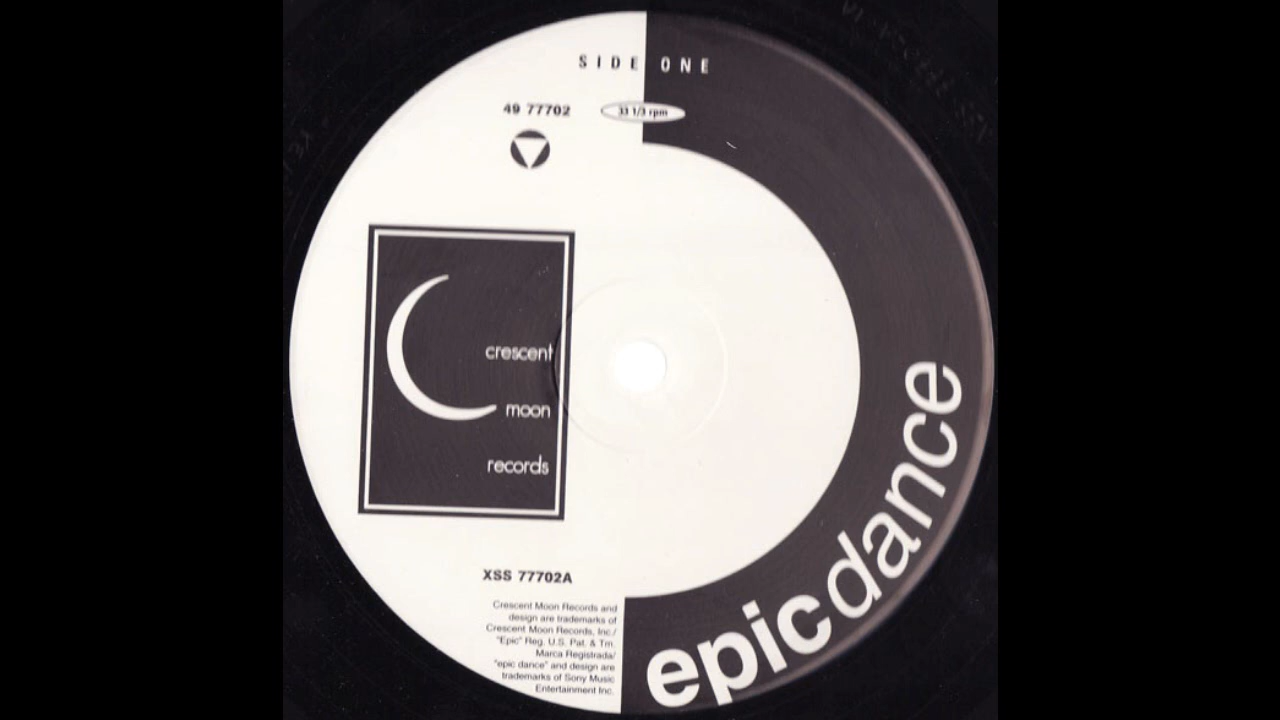 SIDE ONE
49 77702
33 1/3 rpm
crescent
moon
records
XSS 77702A
Crescent Moon Records and
design are trademarks of
Crescent Moon Records, Inc./
"Epic" Reg. U.S. Pat. & Tm.
Marca Registrada/
"epic dance" and design are
trademarks of Sony Music
Entertainment Inc.
epicdance